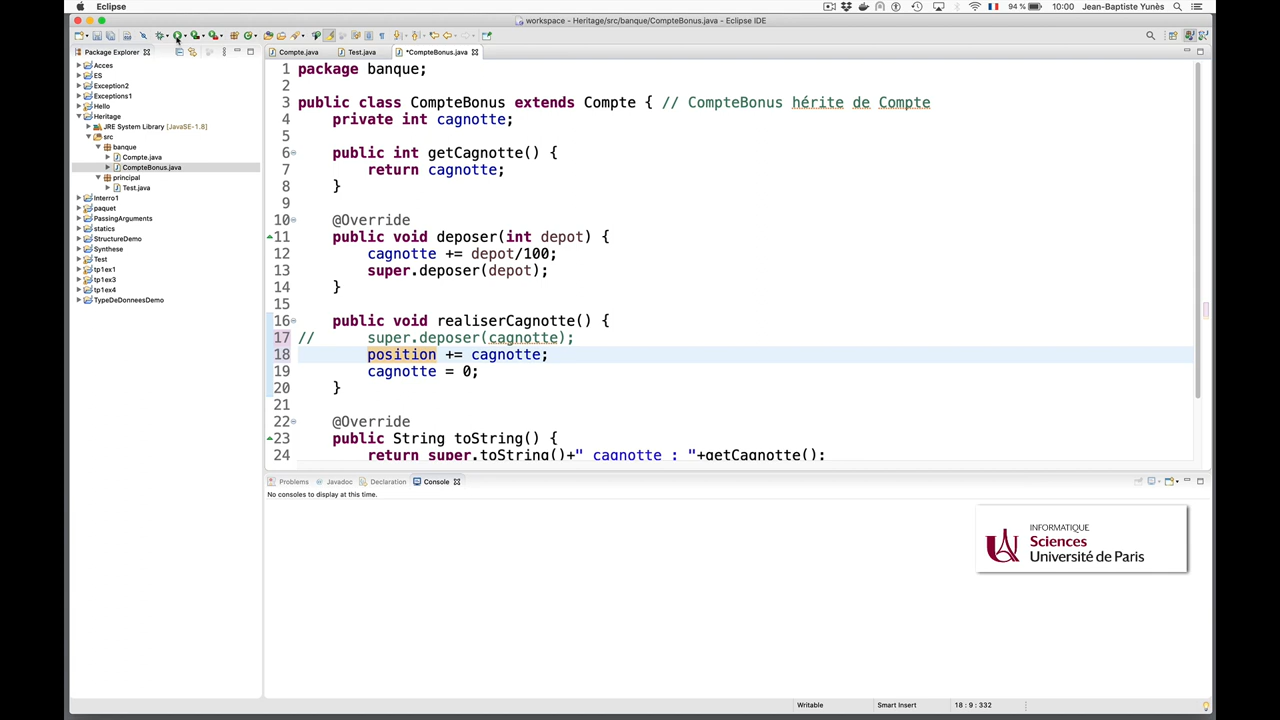 Eclipse
94 %
10:00
Jean-Baptiste Yunès
workspace - Heritage/src/banque/CompteBonus.java - Eclipse IDE
Package Explorer
Compte.java
Test.java
*CompteBonus.java
Acces
ES
Exception2
Exceptions1
Hello
Heritage
JRE System Library [JavaSE-1.8]
src
banque
Compte.java
CompteBonus.java
principal
Test.java
Interro1
paquet
PassingArguments
statics
StructureDemo
Synthese
Test
tp1ex1
tp1ex3
tp1ex4
TypeDeDonneesDemo
1 package banque;
2
3 public class CompteBonus extends Compte { // CompteBonus hérite de Compte
4 private int cagnotte;
5
6 public int getCagnotte() {
7 return cagnotte;
8 }
9
10 @Override
11 public void deposer(int depot) {
12 cagnotte += depot/100;
13 super.deposer(depot);
14 }
15
16 public void realiserCagnotte() {
17 // super.deposer(cagnotte);
18 position += cagnotte;
19 cagnotte = 0;
20 }
21
22 @Override
23 public String toString() {
24 return super.toString()+" cagnotte : "+getCagnotte();
Problems
Javadoc
Declaration
Console
No consoles to display at this time.
INFORMATIQUE
Sciences
Université de Paris
Writable
Smart Insert
18 : 9 : 332